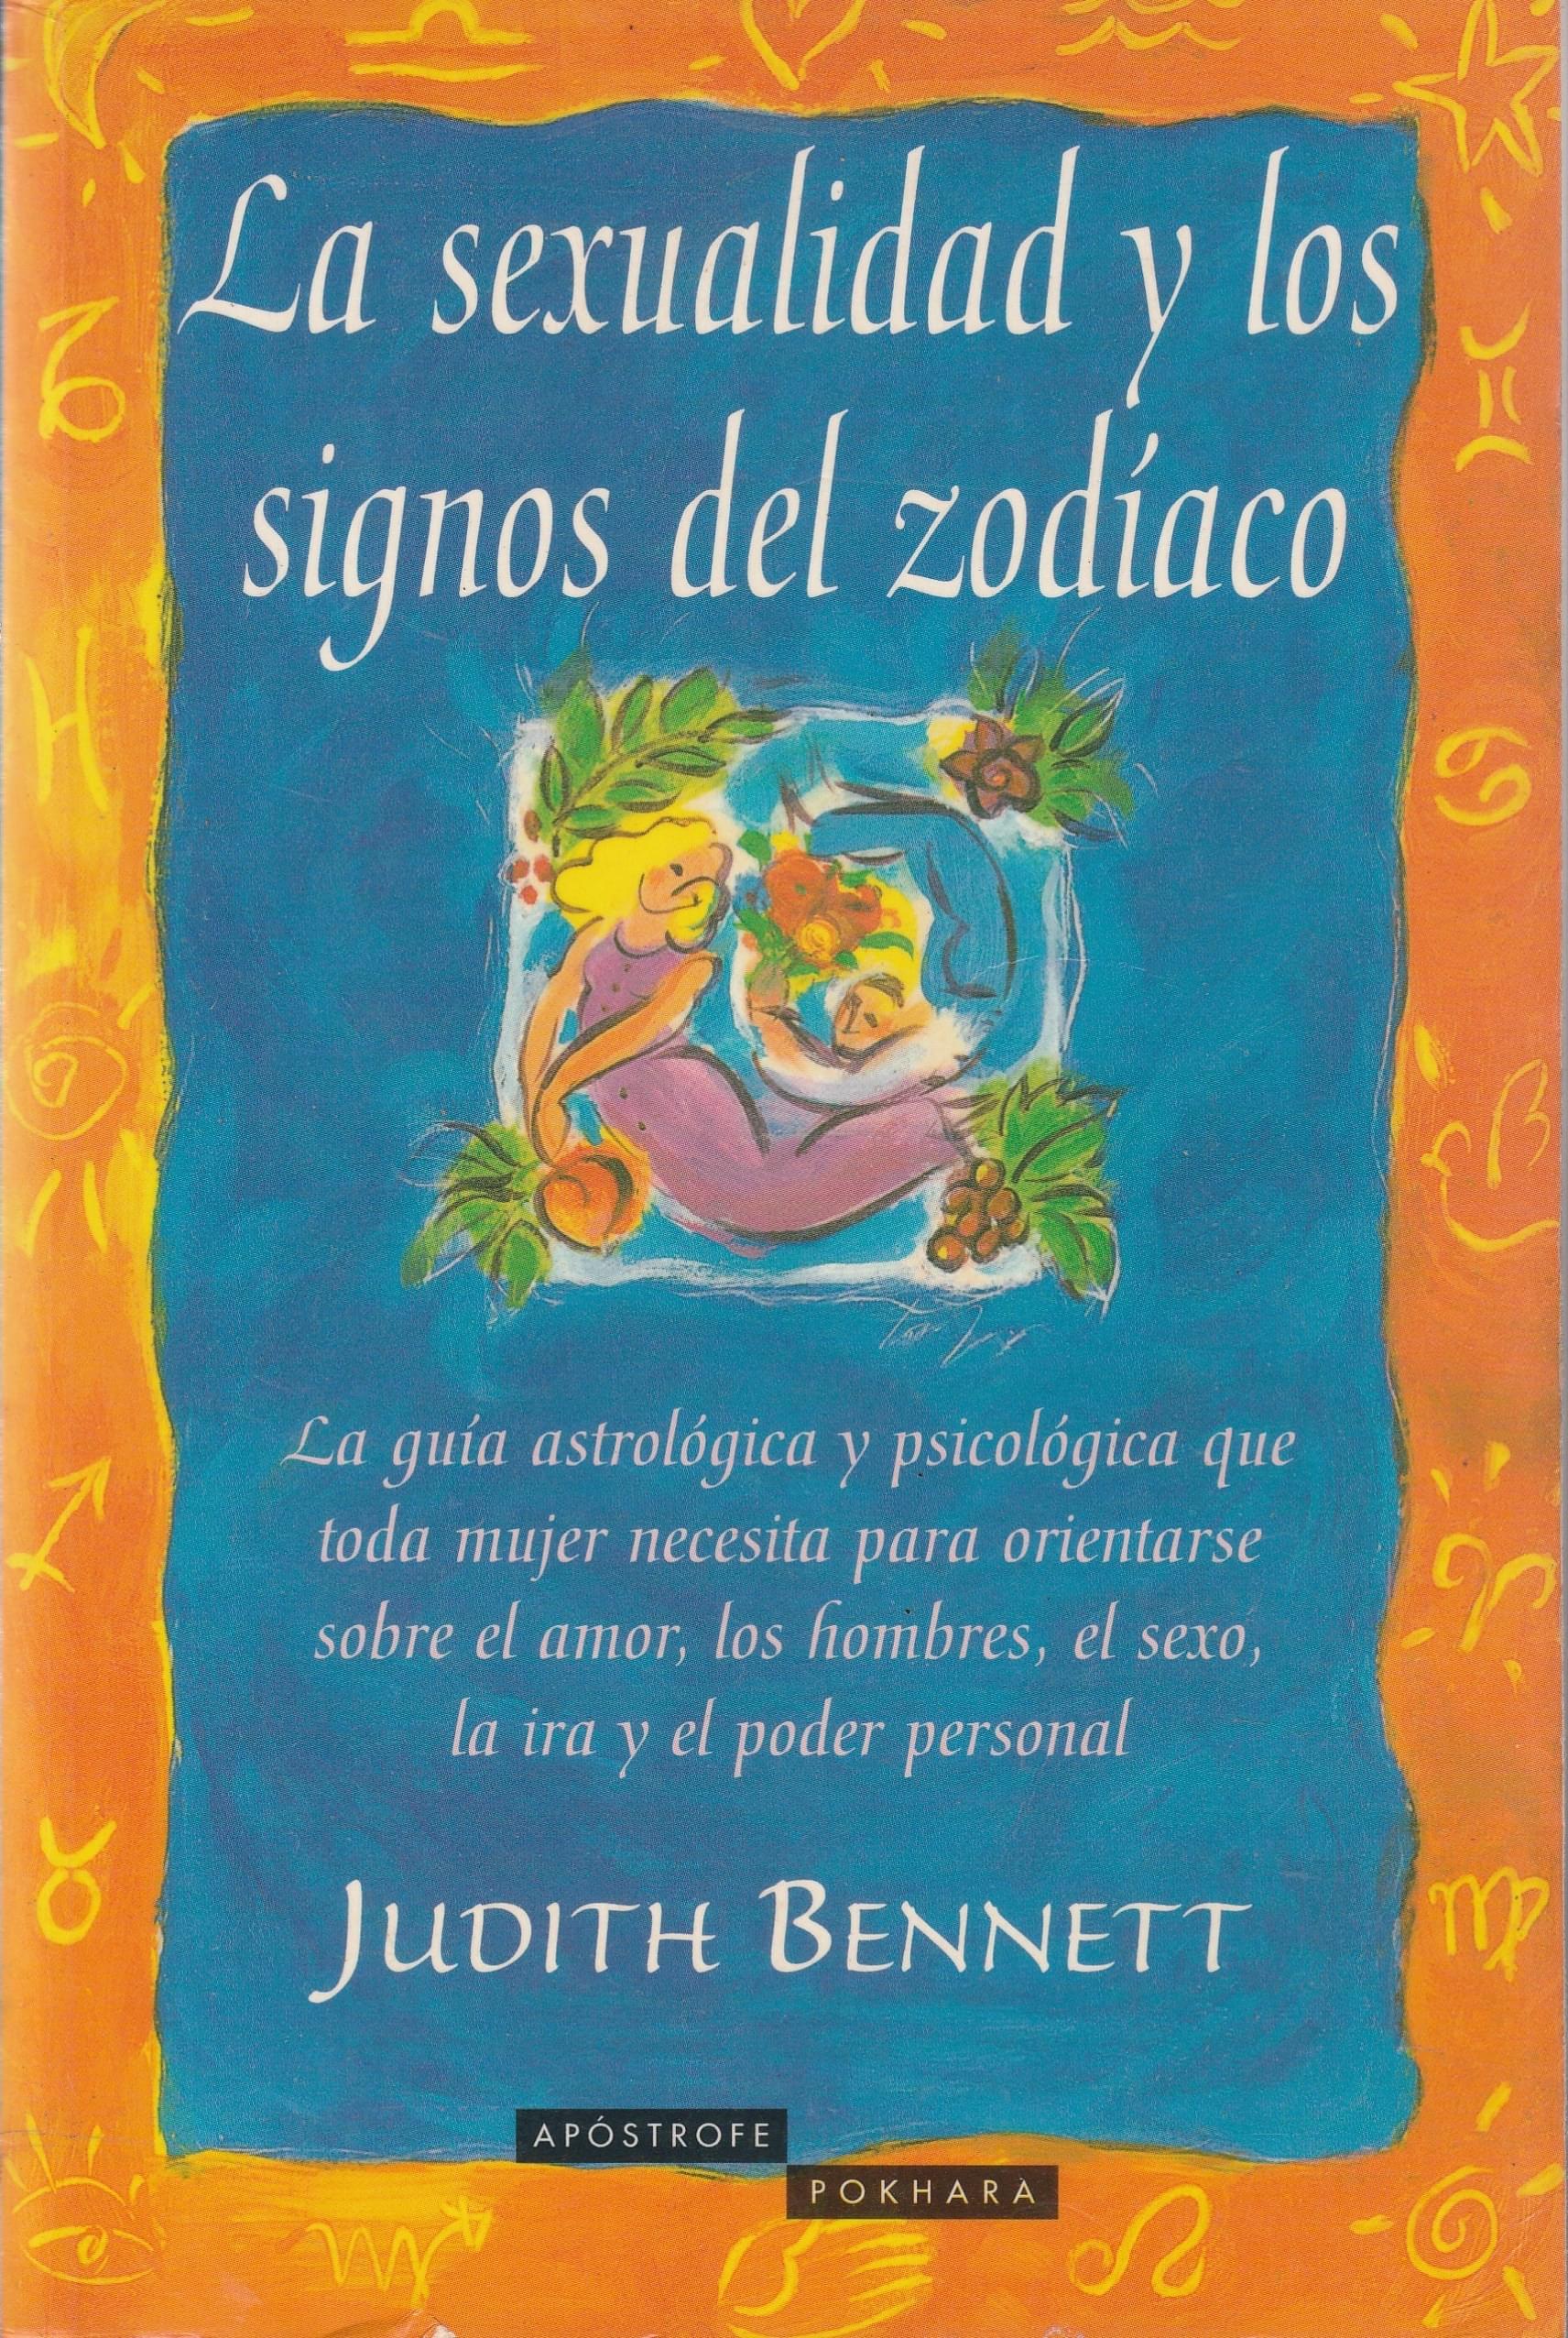 La sexualidad y los
signos del zodíaco
La guía astrológica y psicológica que
toda mujer necesita para orientarse
sobre el amor, los hombres, el sexo,
la ira y el poder personal
JUDITH BENNETT
APÓSTROFE
POKHARA